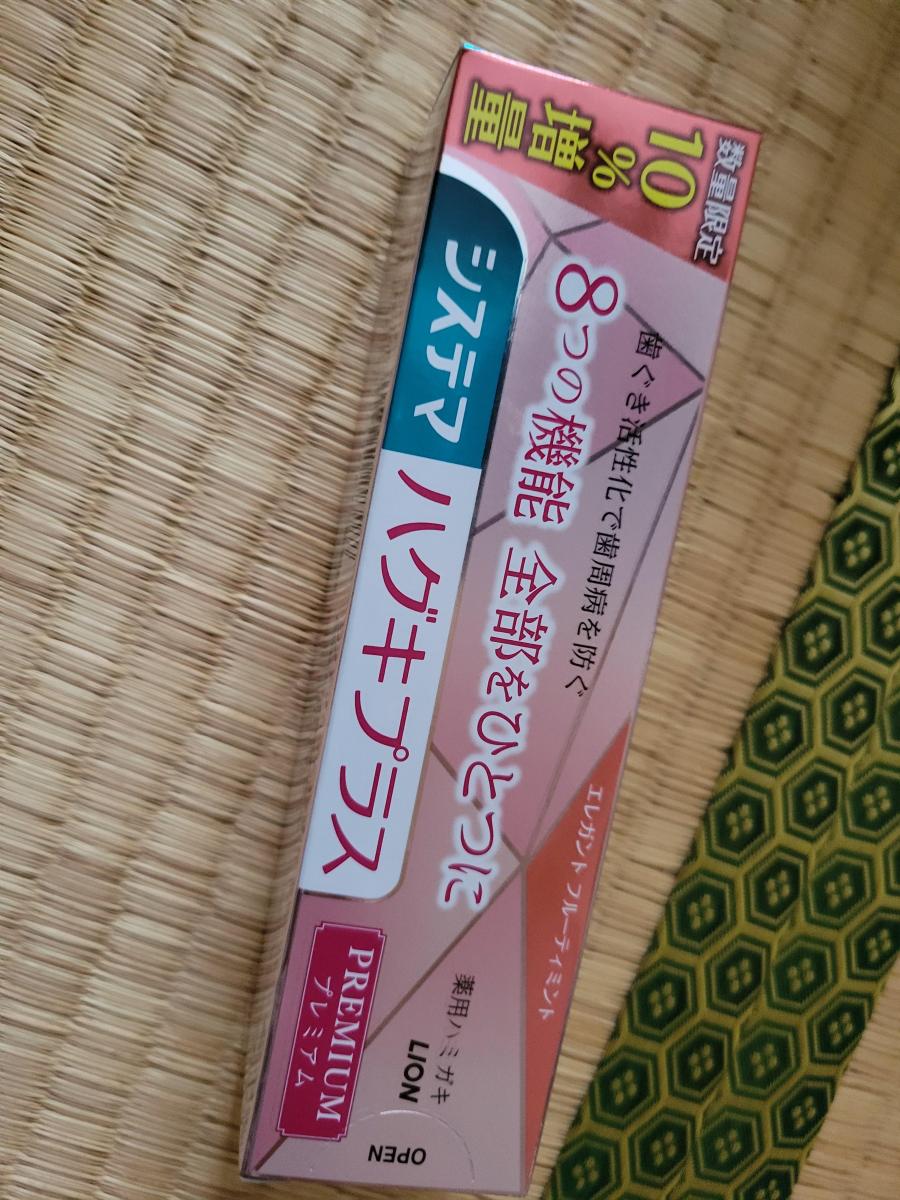 数量限定
10%
増量
歯ぐき活性化で歯周病を防ぐ
8つの機能 全部をひとつに
システマ
ハグキプラス
エレガント フルーティミント
PREMIUM
プレミアム
薬用ハミガキ
LION
OPEN